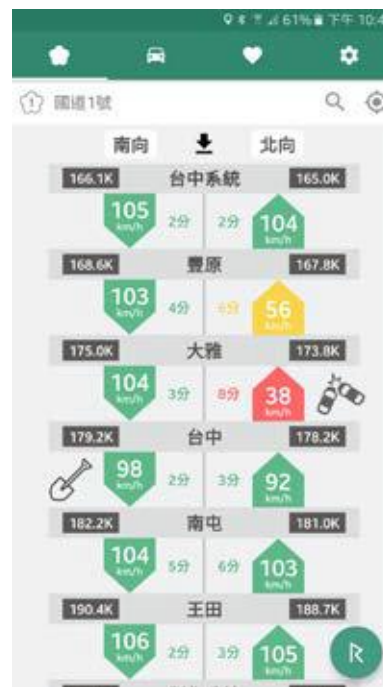 61% 下午 10:4
國道1號
南向 北向
166.1K 台中系統 165.0K
105 km/h 2分 2分 104 km/h
168.6K 豐原 167.8K
103 km/h 4分 6分 56 km/h
175.0K 大雅 173.8K
104 km/h 3分 8分 38 km/h
179.2K 台中 178.2K
98 km/h 2分 3分 92 km/h
182.2K 南屯 181.0K
104 km/h 5分 6分 103 km/h
190.4K 王田 188.7K
106 km/h 2分 3分 105 km/h